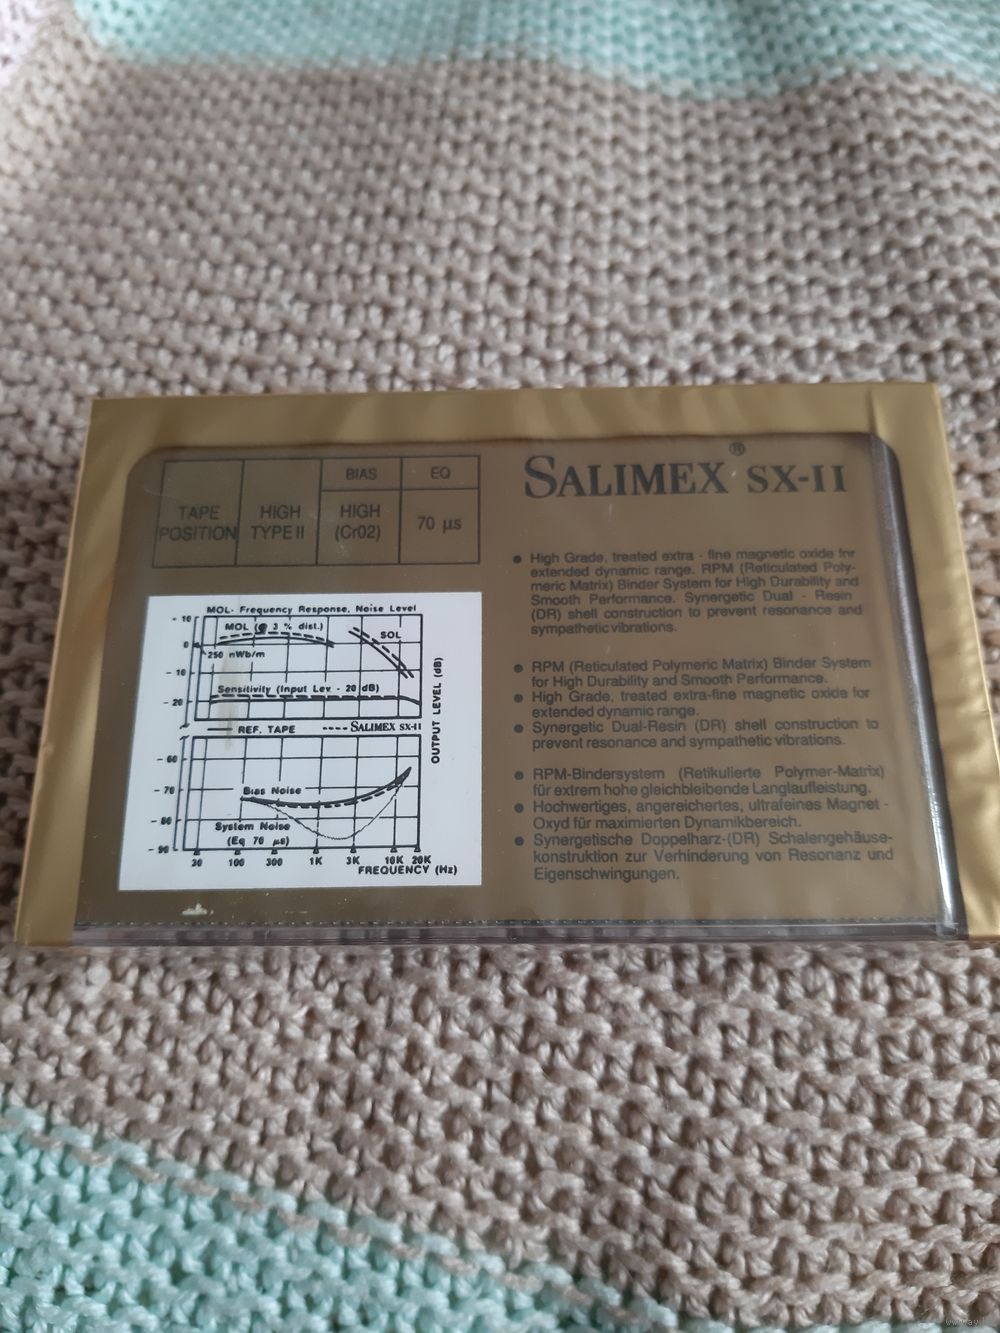 BIAS EQ
TAPE POSITION HIGH TYPE II HIGH (Cr02) 70 µs
MOL- Frequency Response, Noise Level
+ 10
MOL (@ 3 % dist.)
SOL
0
250 nWb/m
- 10
Sensitivity (Input Lev - 20 dB)
- 20
REF. TAPE ---- SALIMEX SX-II
- 60
- 70
Bias Noise
- 80
System Noise
(Eq 70 µs)
- 90
30 100 300 1K 3K 10K 20K
FREQUENCY (Hz)
OUTPUT LEVEL (dB)
SALIMEX® SX-II
● High Grade, treated extra - fine magnetic oxide for
extended dynamic range. RPM (Reticulated Poly-
meric Matrix) Binder System for High Durability and
Smooth Performance. Synergetic Dual - Resin
(DR) shell construction to prevent resonance and
sympathetic vibrations.
● RPM (Reticulated Polymeric Matrix) Binder System
for High Durability and Smooth Performance.
● High Grade, treated extra-fine magnetic oxide for
extended dynamic range.
● Synergetic Dual-Resin (DR) shell construction to
prevent resonance and sympathetic vibrations.
● RPM-Bindersystem (Retikulierte Polymer-Matrix)
für extrem hohe gleichbleibende Langlaufleistung.
● Hochwertiges, angereichertes, ultrafeines Magnet -
Oxyd für maximierten Dynamikbereich.
● Synergetische Doppelharz-(DR) Schalengehäuse-
konstruktion zur Verhinderung von Resonanz und
Eigenschwingungen.